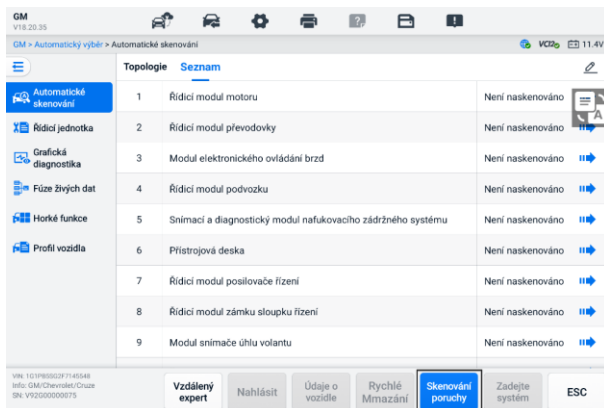 GM
V18.20.35
GM > Automatický výběr > Automatické skenování
VCI 11.4V
Topologie Seznam
Automatické
skenování
Řídicí jednotka
Grafická
diagnostika
Fúze živých dat
Horké funkce
Profil vozidla
1 Řídicí modul motoru Není naskenováno
2 Řídicí modul převodovky Není naskenováno
3 Modul elektronického ovládání brzd Není naskenováno
4 Řídicí modul podvozku Není naskenováno
5 Snímací a diagnostický modul nafukovacího zádržného systému Není naskenováno
6 Přístrojová deska Není naskenováno
7 Řídicí modul posilovače řízení Není naskenováno
8 Řídicí modul zámku sloupku řízení Není naskenováno
9 Modul snímače úhlu volantu Není naskenováno
A
Info: GM/Chevrolet/Cruze
Vzdálený
expert
Nahlásit
Údaje o
vozidle
Rychlé
Mmazání
Skenování
poruchy
Zadejte
systém
ESC